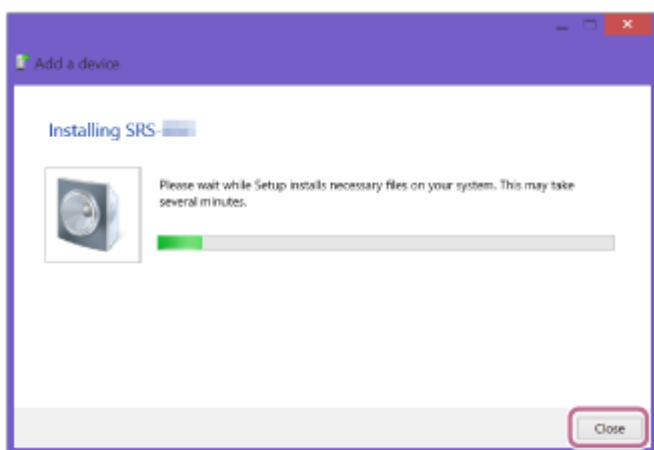 Add a device
Installing SRS-
Please wait while Setup installs necessary files on your system. This may take
several minutes.
Close